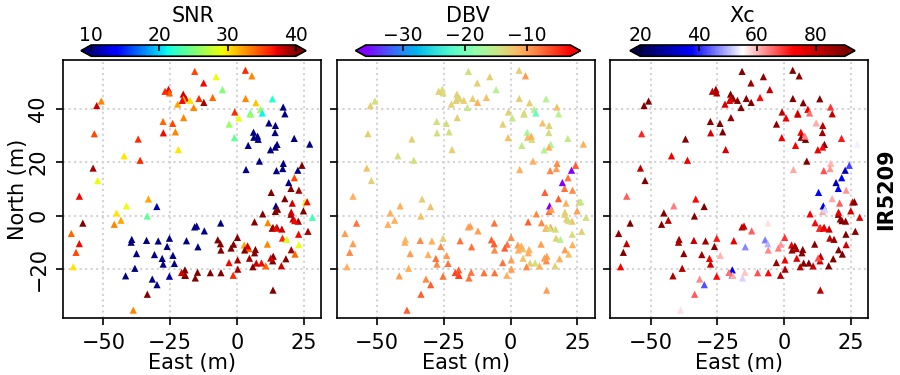 SNR DBV Xc
10 20 30 40 −30 −20 −10 20 40 60 80
North (m)
40
20
0
−20
−50 −25 0 25 −50 −25 0 25 −50 −25 0 25
East (m) East (m) East (m)
IR5209